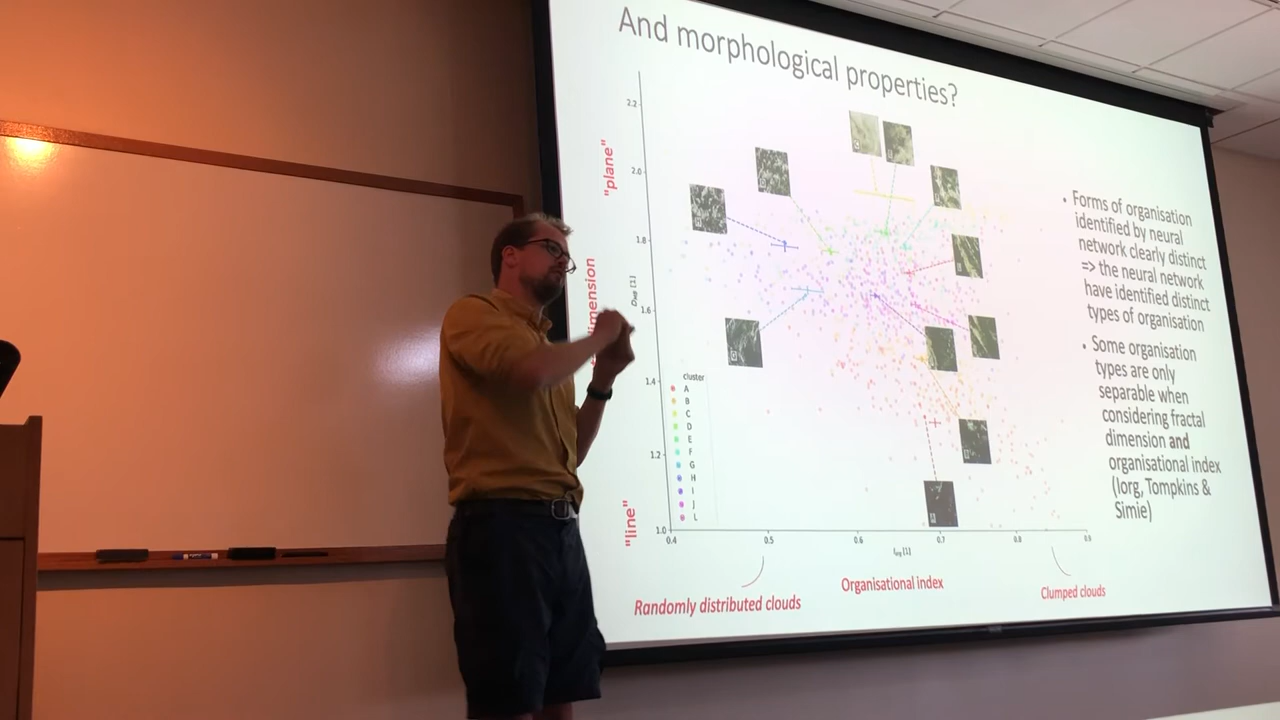 And morphological properties?
2.2
2.0
1.8
1.6
1.4
1.2
1.0
"plane"
"line"
cluster
A
B
C
D
E
F
G
H
I
J
L
0.4
0.5
0.6
0.7
0.8
0.9
Randomly distributed clouds
Organisational index
Clumped clouds
• Forms of organisation
identified by neural
network clearly distinct
=> the neural network
have identified distinct
types of organisation
• Some organisation
types are only
separable when
considering fractal
dimension and
organisational index
(Iorg, Tompkins &
Simie)